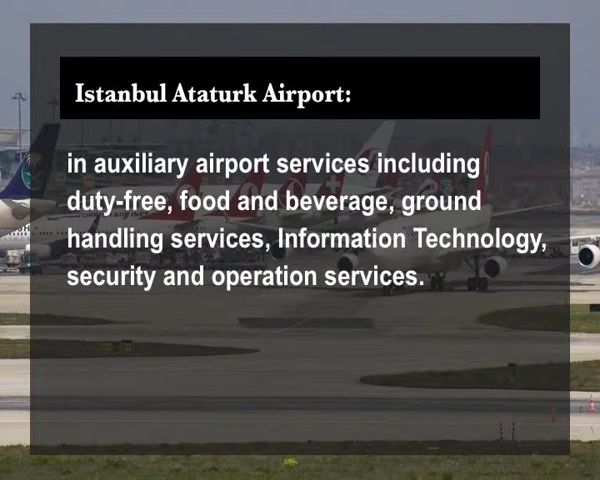 Istanbul Ataturk Airport:
in auxiliary airport services including
duty-free, food and beverage, ground
handling services, Information Technology,
security and operation services.